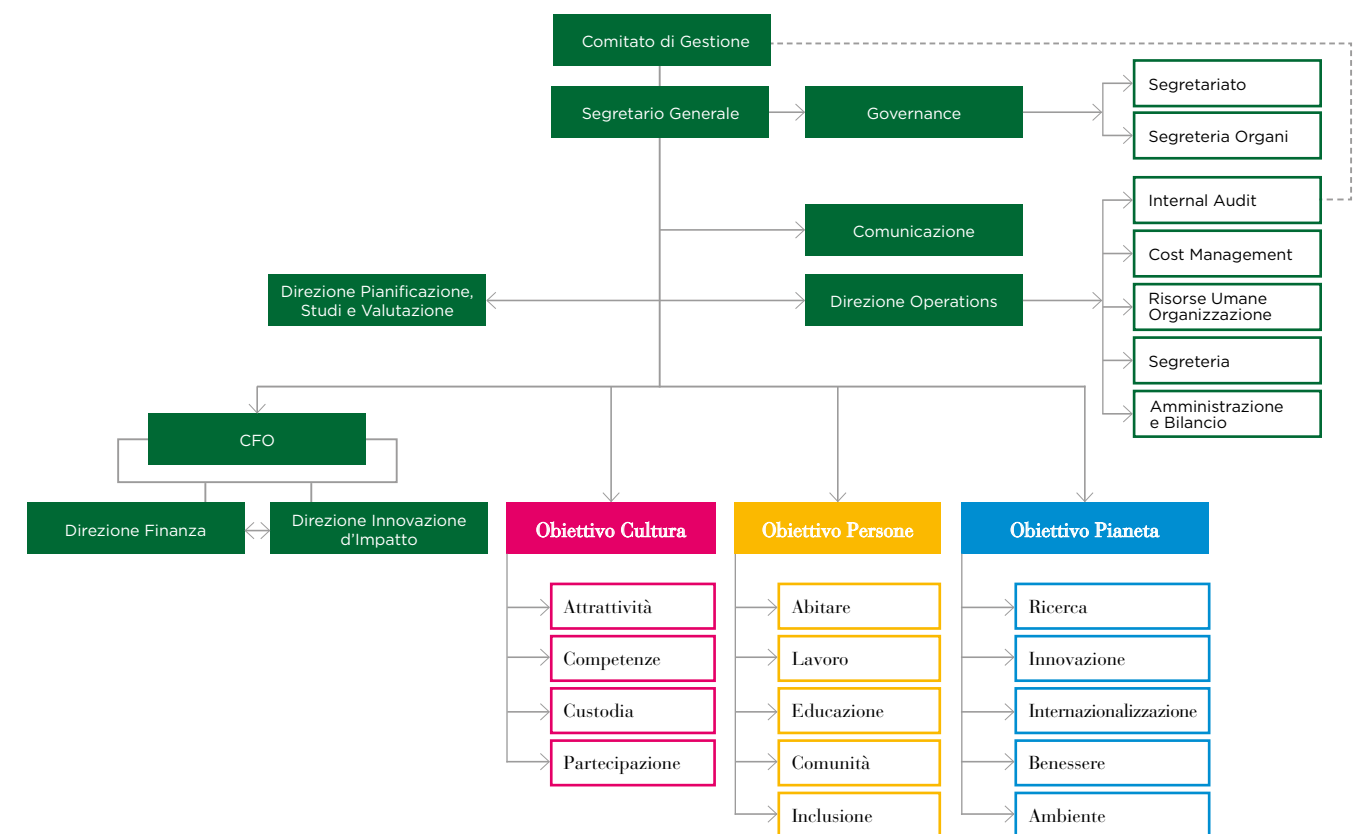 Comitato di Gestione
Segretario Generale
Governance
Segretariato
Segreteria Organi
Comunicazione
Direzione Pianificazione,
Studi e Valutazione
Direzione Operations
Internal Audit
Cost Management
Risorse Umane
Organizzazione
Segreteria
Amministrazione
e Bilancio
CFO
Direzione Finanza
Direzione Innovazione
d'Impatto
Obiettivo Cultura
Attrattività
Competenze
Custodia
Partecipazione
Obiettivo Persone
Abitare
Lavoro
Educazione
Comunità
Inclusione
Obiettivo Pianeta
Ricerca
Innovazione
Internazionalizzazione
Benessere
Ambiente